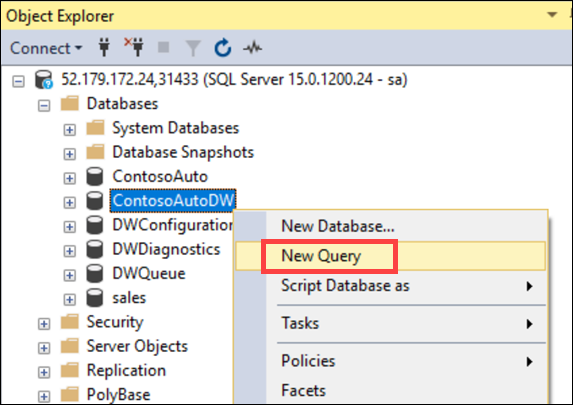 Object Explorer
Connect
52.179.172.24,31433 (SQL Server 15.0.1200.24 - sa)
Databases
System Databases
Database Snapshots
ContosoAuto
ContosoAutoDW
DWConfiguration
DWDiagnostics
DWQueue
sales
Security
Server Objects
Replication
PolyBase
New Database...
New Query
Script Database as
Tasks
Policies
Facets